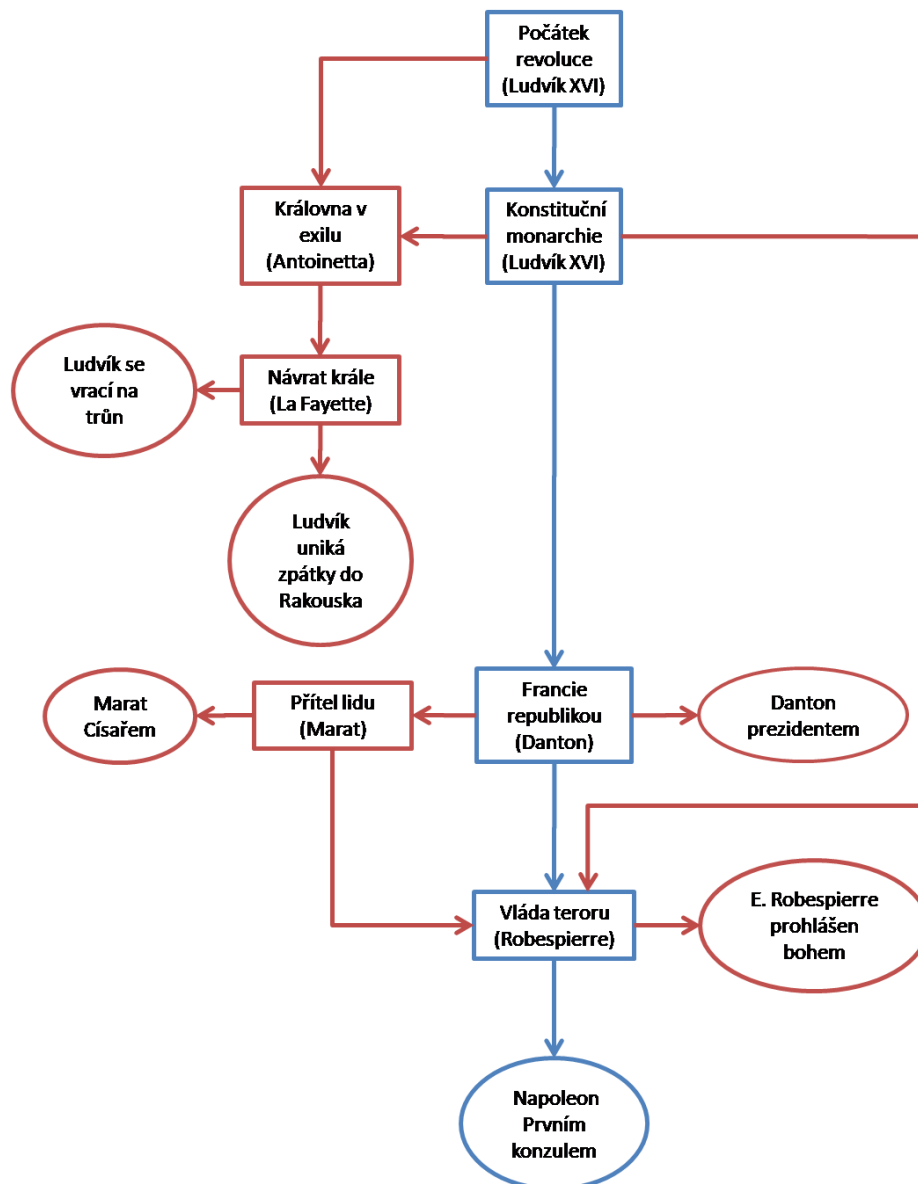 Počátek
revoluce
(Ludvík XVI)
Královna v
exilu
(Antoinetta)
Konstituční
monarchie
(Ludvík XVI)
Ludvík se
vrací na
trůn
Návrat krále
(La Fayette)
Ludvík
uniká
zpátky do
Rakouska
Marat
Císařem
Přítel lidu
(Marat)
Francie
republikou
(Danton)
Danton
prezidentem
Vláda teroru
(Robespierre)
E. Robespierre
prohlášen
bohem
Napoleon
Prvním
konzulem